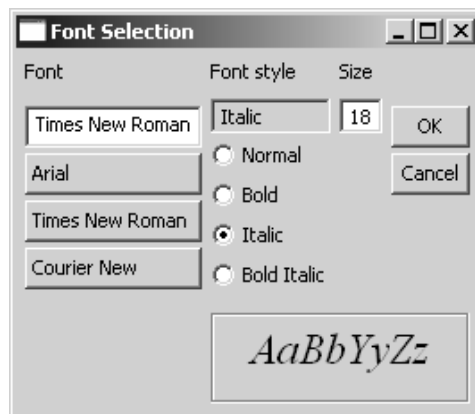 Font Selection
Font Font style Size
Times New Roman Italic 18 OK
Normal
Arial Cancel
Bold
Times New Roman Italic
Courier New Bold Italic
AaBbYyZz